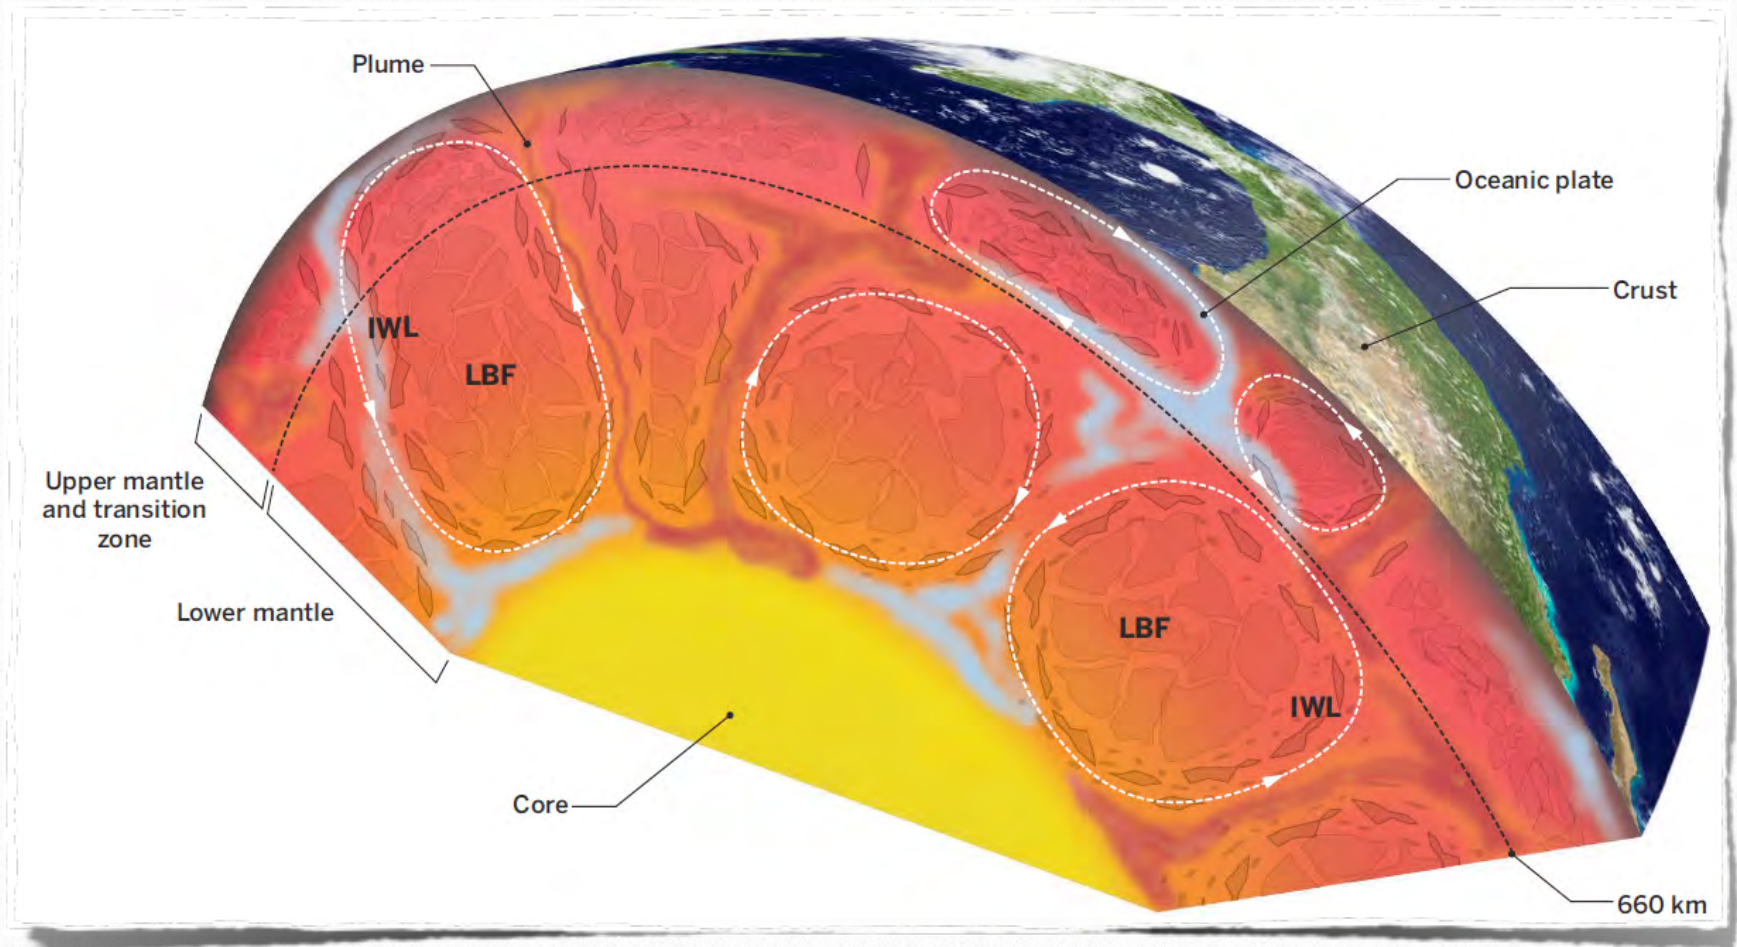 Plume
Oceanic plate
Crust
IWL
LBF
Upper mantle
and transition
zone
Lower mantle
LBF
IWL
Core
660 km